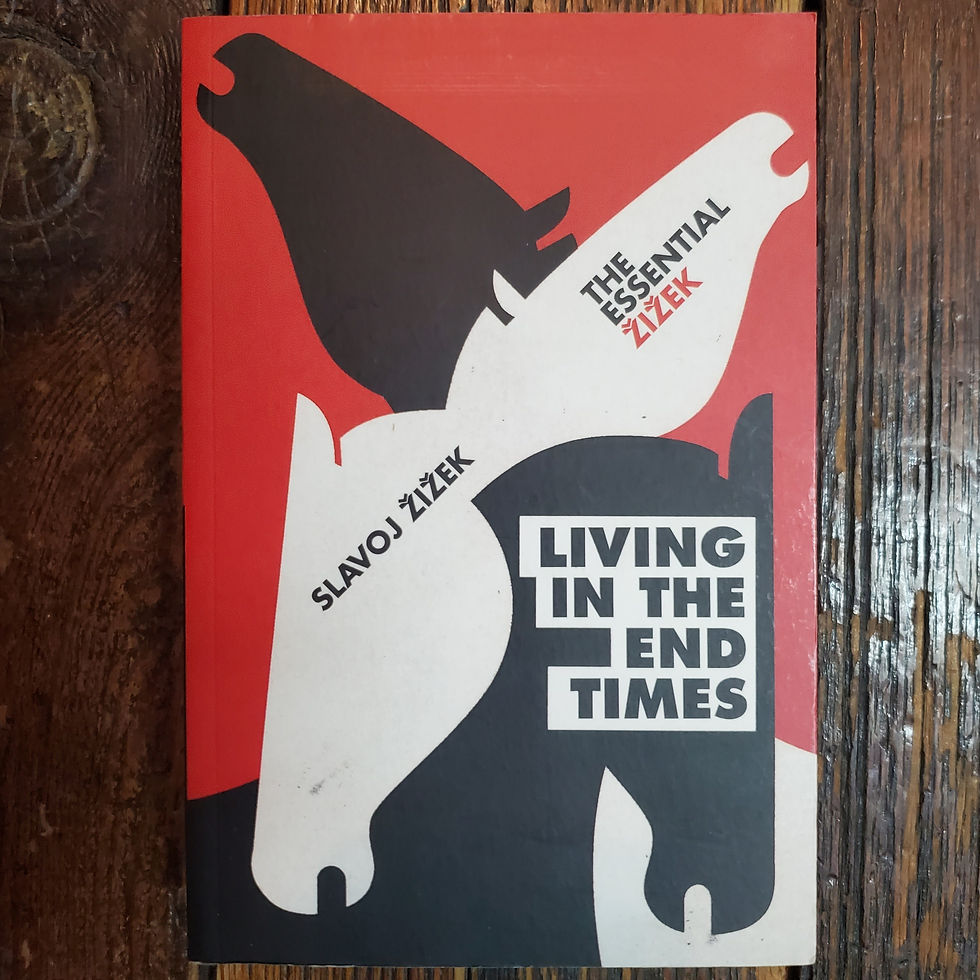 THE
ESSENTIAL
ŽIŽEK
SLAVOJ ŽIŽEK
LIVING
IN THE
END
TIMES